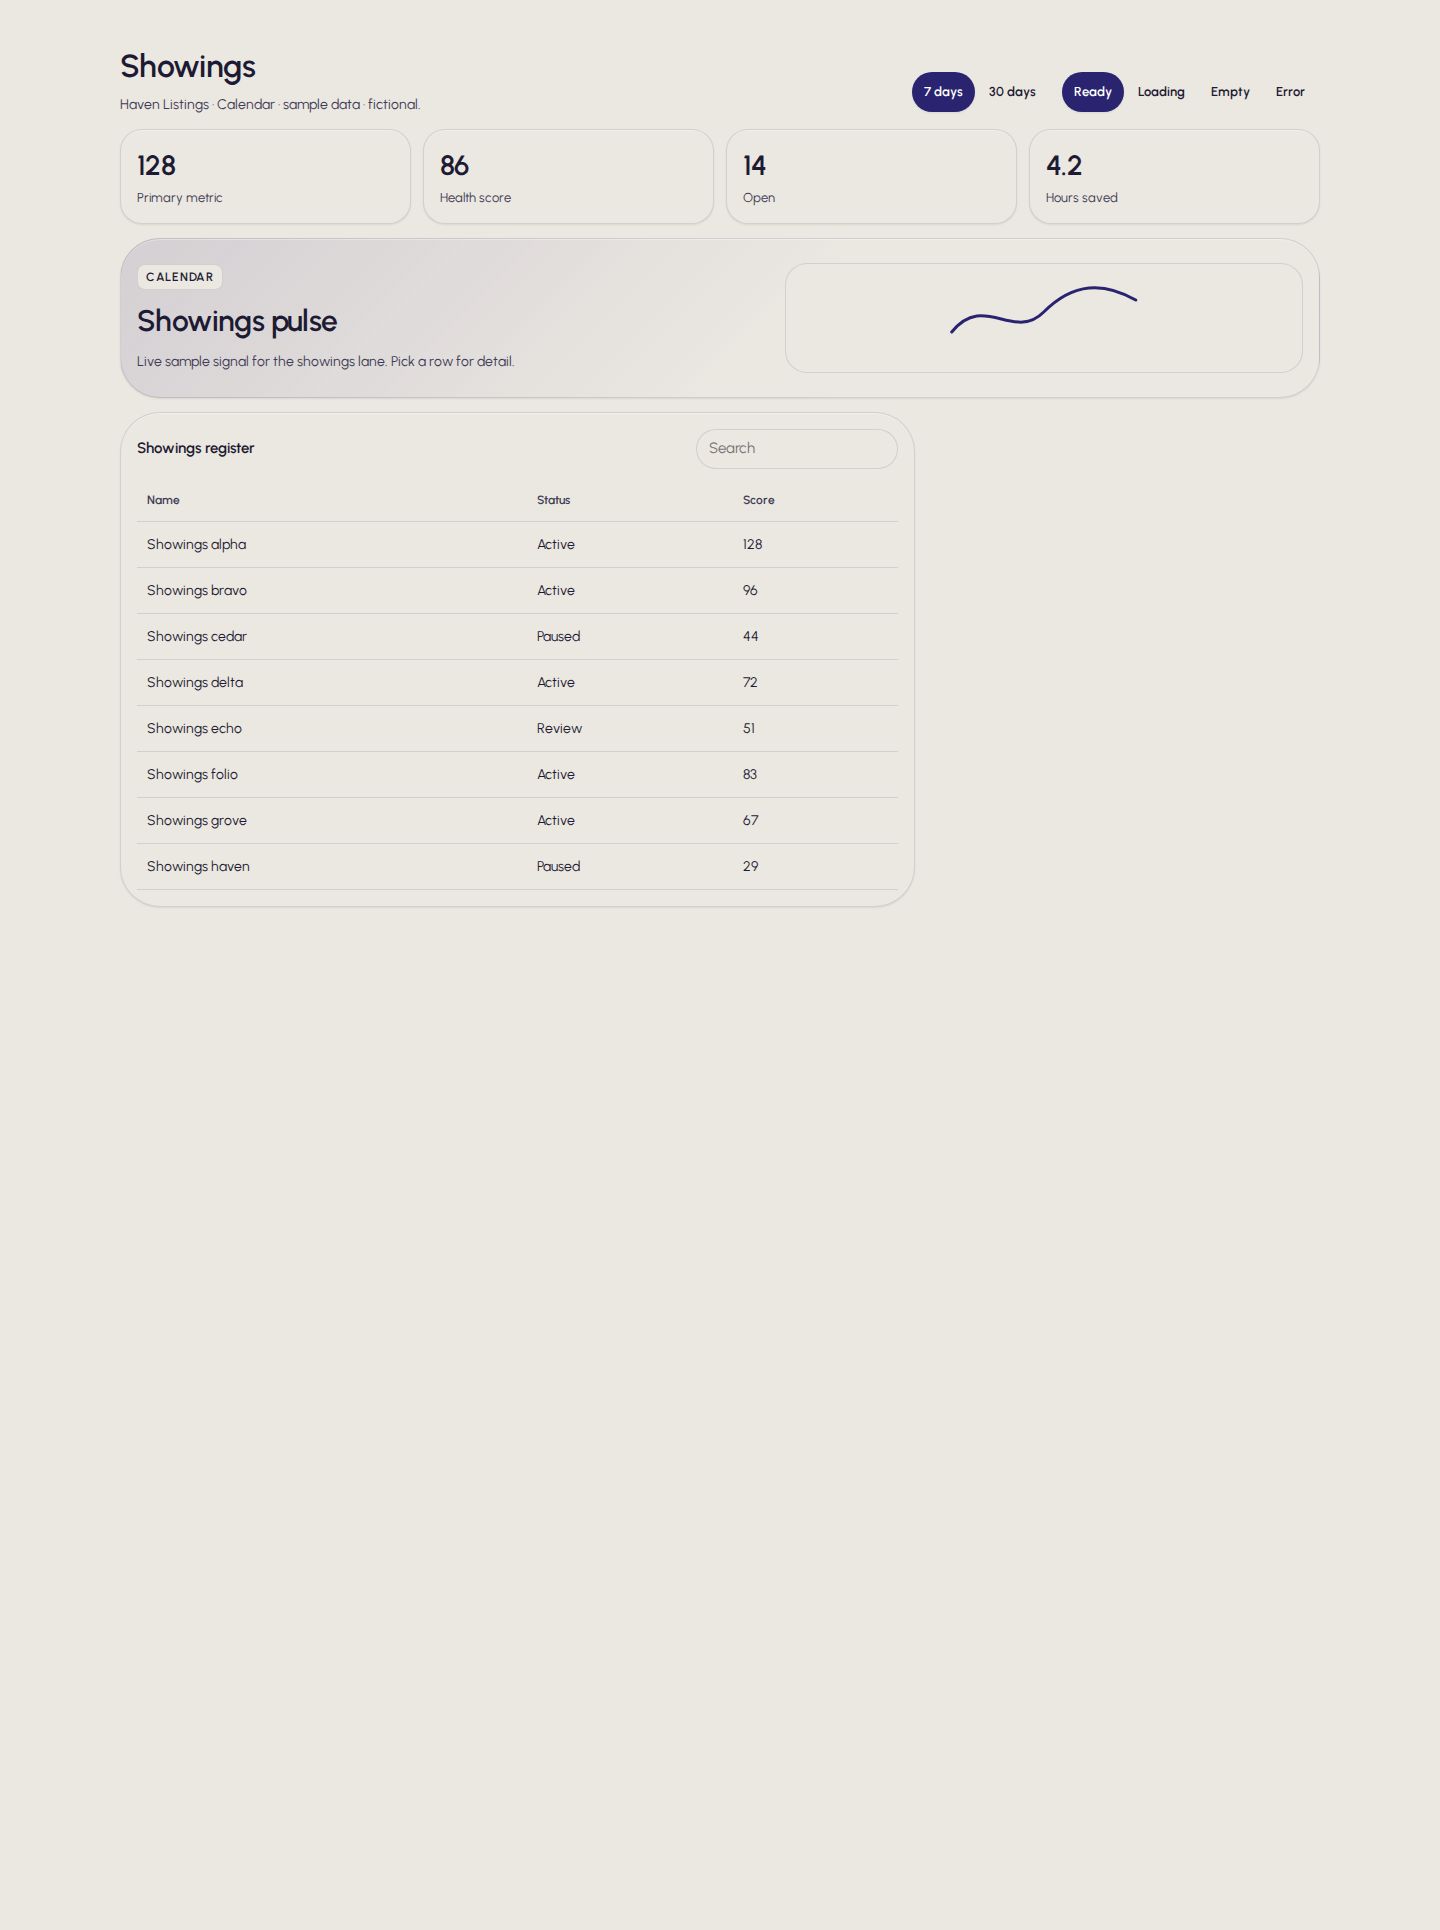 Showings
Haven Listings · Calendar · sample data · fictional.
7 days
30 days
Ready
Loading
Empty
Error
128
Primary metric
86
Health score
14
Open
4.2
Hours saved
CALENDAR
Showings pulse
Live sample signal for the showings lane. Pick a row for detail.
Showings register
Search
Name Status Score
Showings alpha Active 128
Showings bravo Active 96
Showings cedar Paused 44
Showings delta Active 72
Showings echo Review 51
Showings folio Active 83
Showings grove Active 67
Showings haven Paused 29